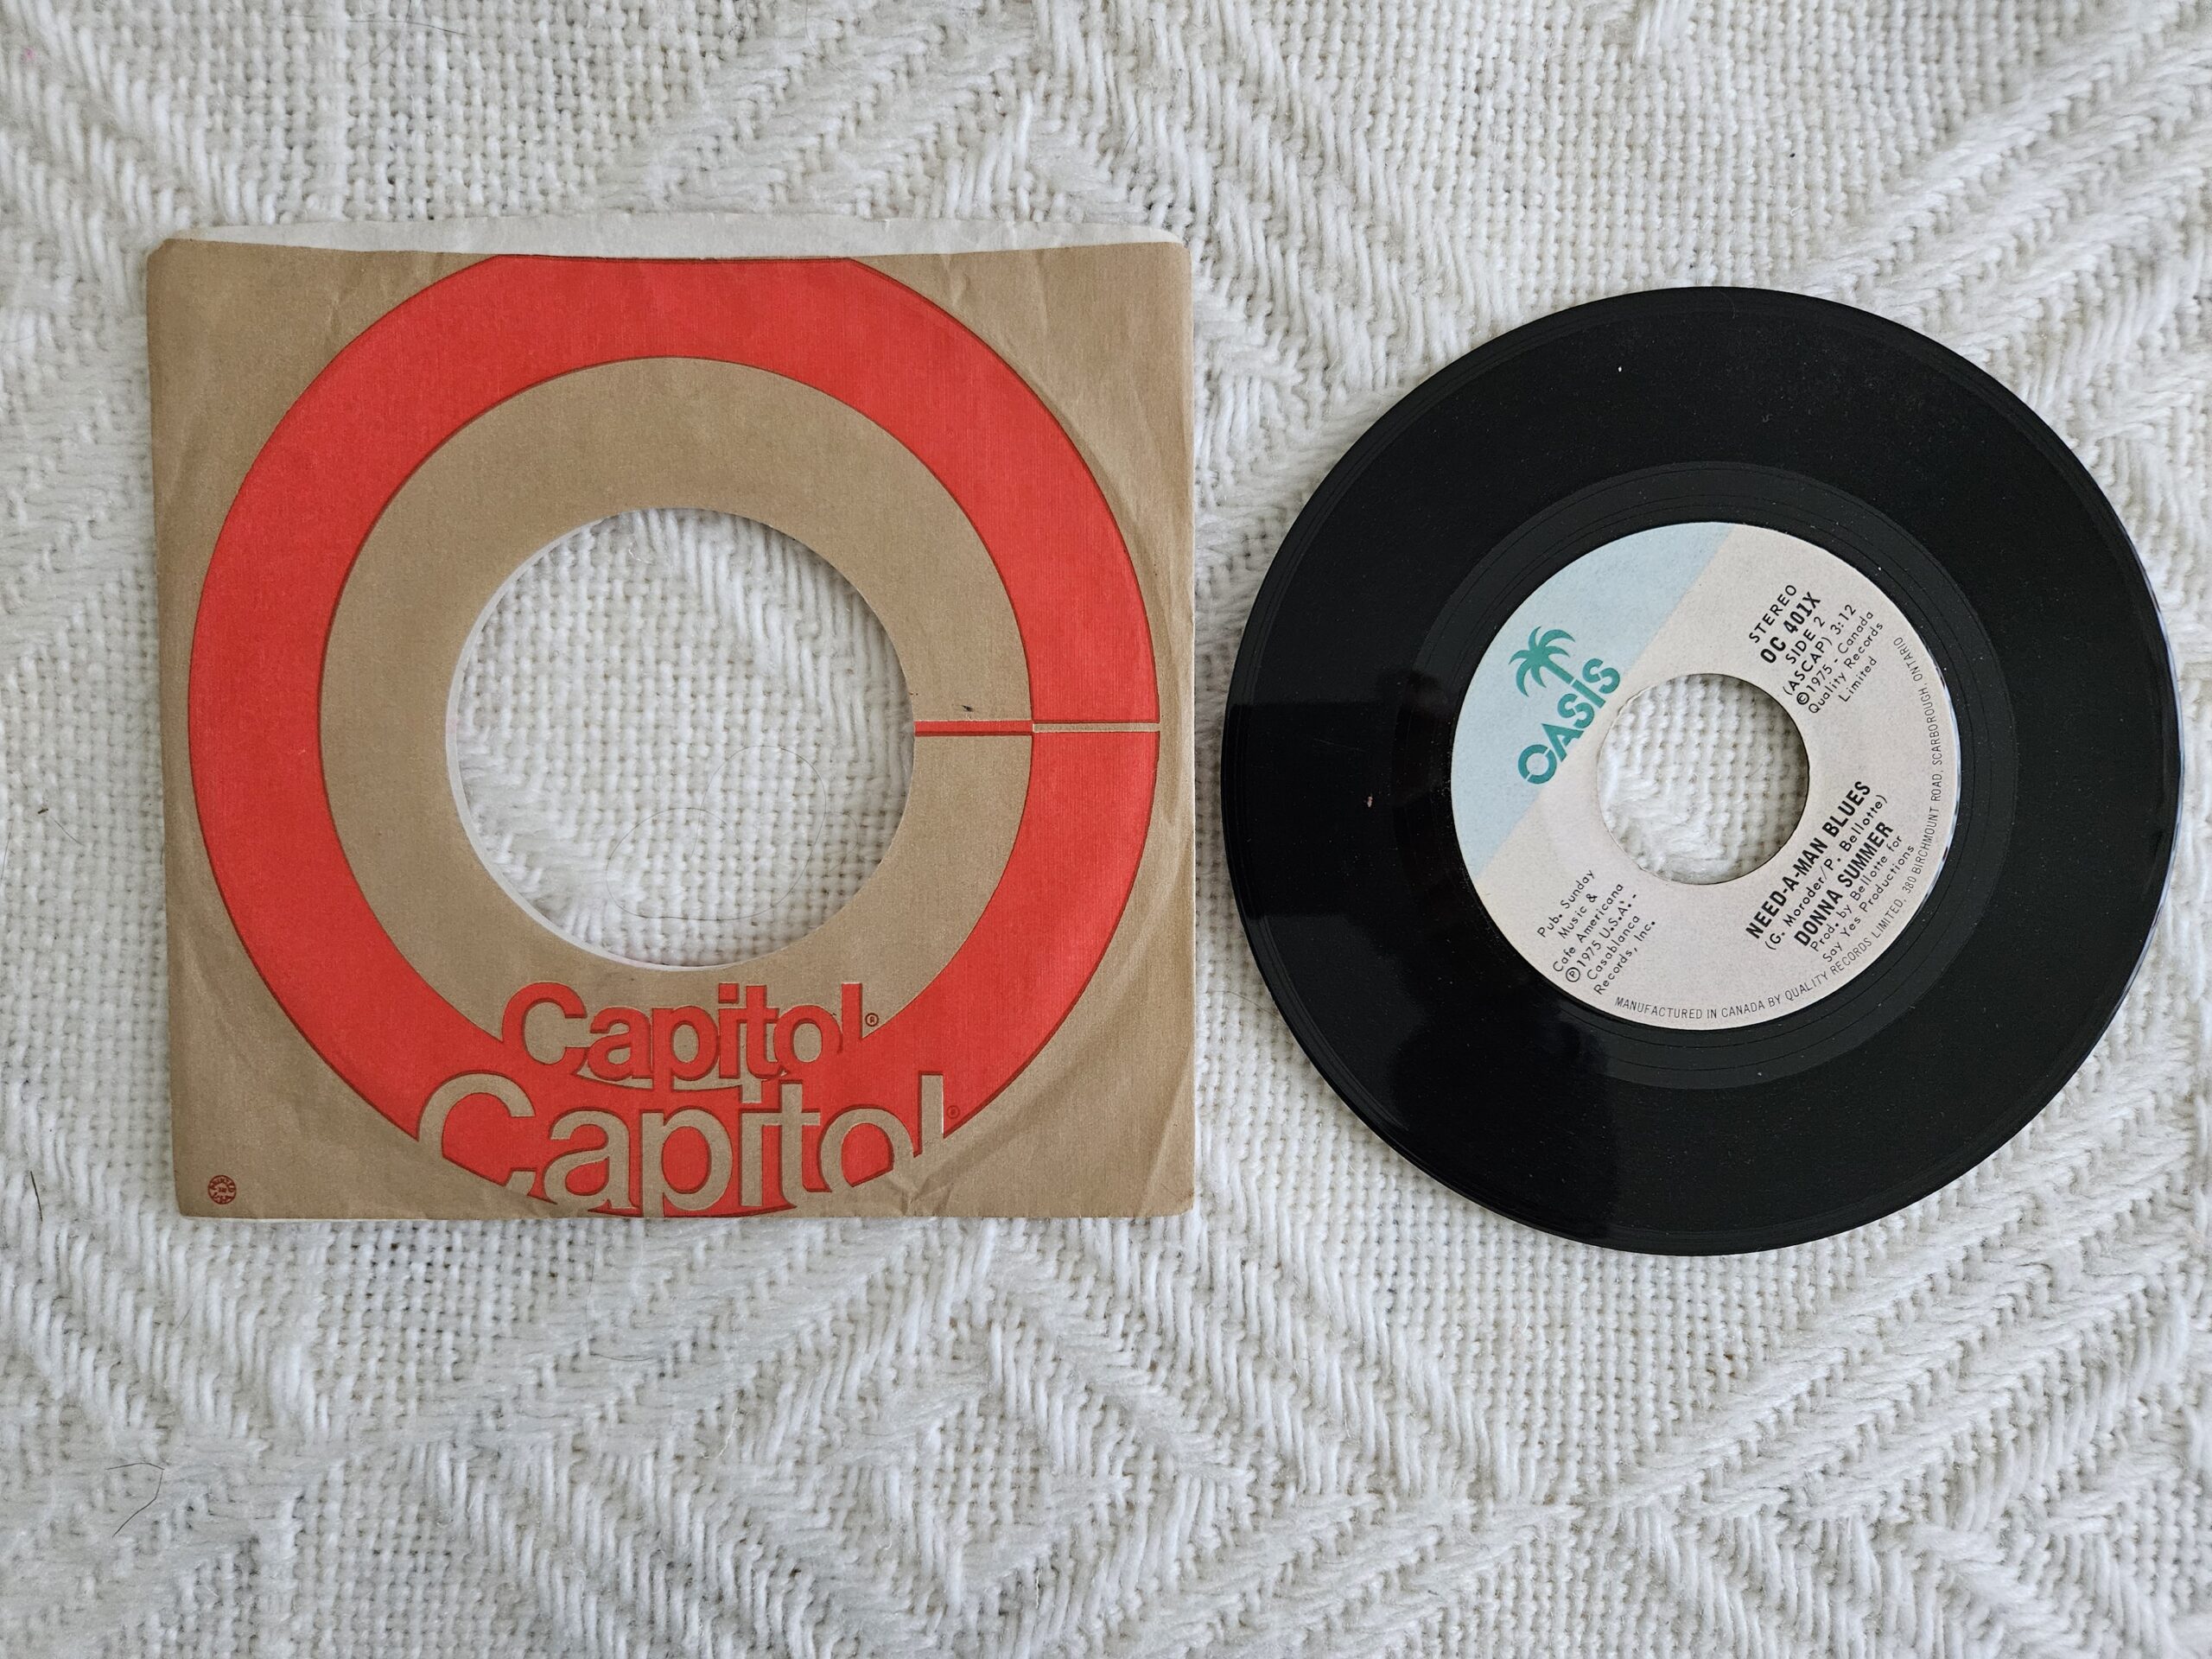 Capitol®
Capitol®
OASIS
STEREO
OC 401X
SIDE 2
(ASCAP) 3:12
©1975 - Canada
Quality Records
Limited
Pub. Sunday
Music &
Cafe Americana
Ⓟ1975 U.S.A. -
Casablanca
Records, Inc.
NEED-A-MAN BLUES
(G. Moroder/P. Bellotte)
DONNA SUMMER
Prod. by Bellotte for
Say Yes Productions
MANUFACTURED IN CANADA BY QUALITY RECORDS LIMITED, 380 BIRCHMOUNT ROAD, SCARBOROUGH, ONTARIO